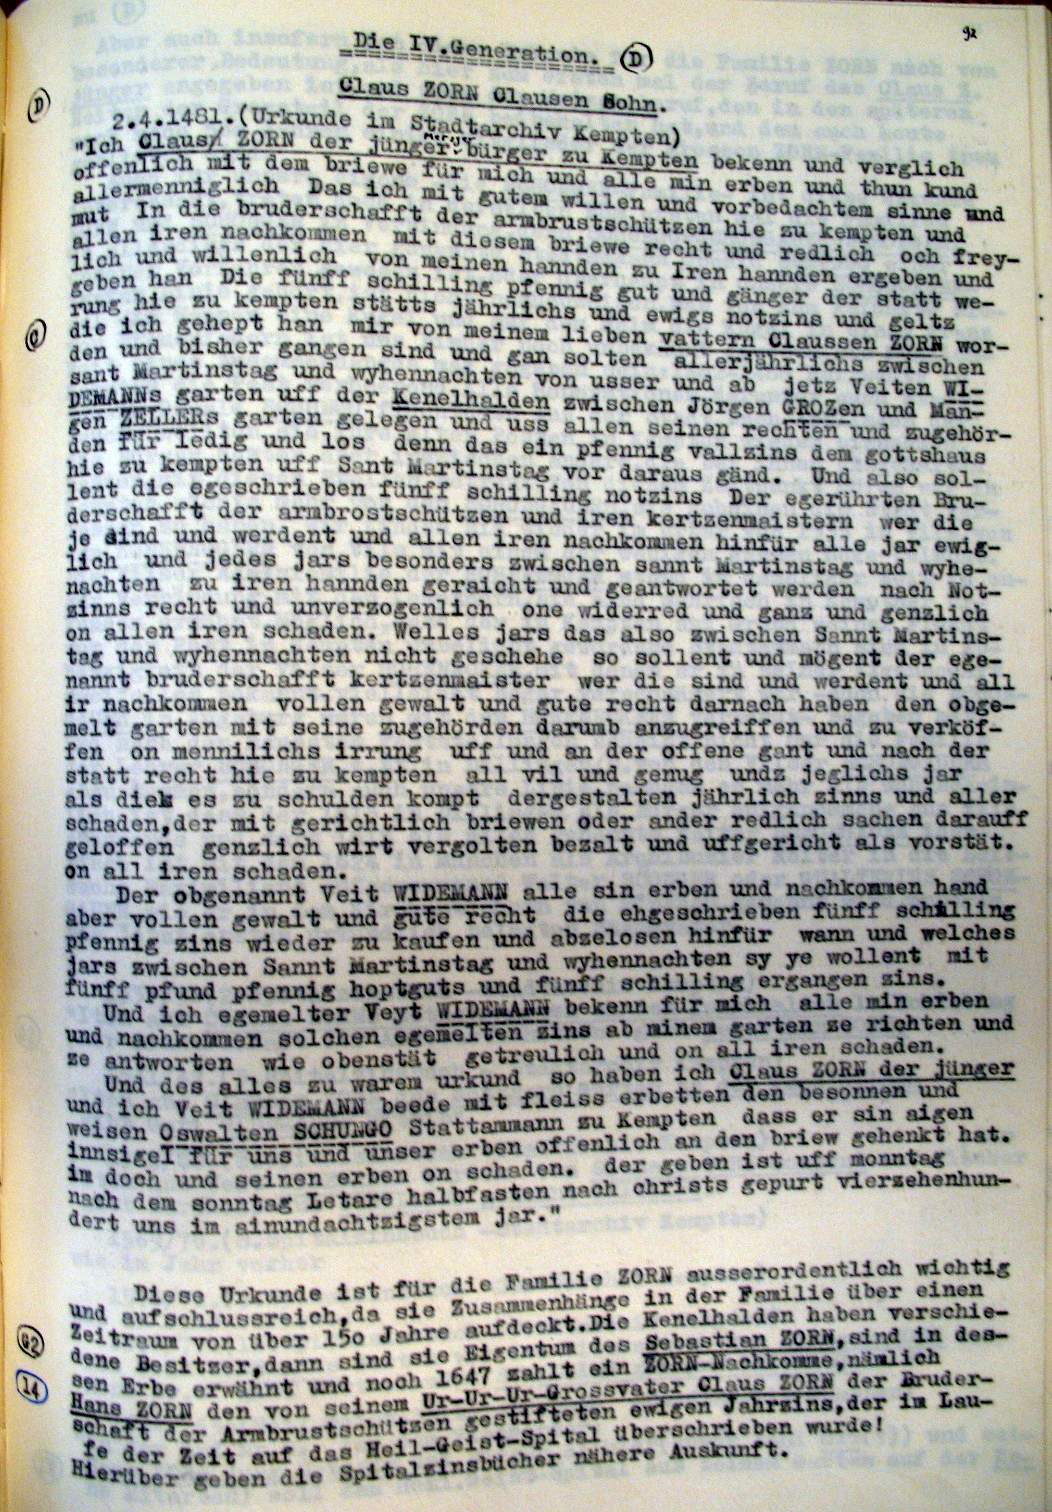 92
Die IV.Generation. (D)
Claus ZORN Clausen Sohn.
(D)
2.4.1481.(Urkunde im Stadtarchiv Kempten)
"Ich Claus ZORN der jünger bürger zu Kempten bekenn und verglich
offenlich mit dem briewe für mich und alle min erben und thun kund
allermenniglich Das ich mit gutem willen und vorbedachtem sinne und
mut In die bruderschafft der armbrustschützen hie zu kempten und
allen iren nachkommen mit diesem briewe recht und redlich och frey-
lich und willenlich von meinen hannden zu Iren hannden ergeben und
geben han Die fünff schilling pfennig gut und gänger der statt we-
rung hie zu kempten stätts jährlichs und ewigs notzins und geltz
(C) die ich gehept han mir von meinem lieben vattern Claussen ZORN wor-
den und bisher gangen sind und gan solten allerjährlichs zwischen
sant Martinstag und wyhennachten von usser und ab jetz Veiten WI-
DEMANNs garten uff der Kenelhalden zwischen Jörgen GROZen und Man-
gen ZELLERs garten gelegen und uss allen seinen rechten und zugehör-
den für ledig und los denn das ein pfennig vallzins dem gottshaus
hie zu kempten uff Sant Martinstag vor daraus gänd. Und also sol-
lent die egeschrieben fünff schilling notzins Der egerührten Bru-
derschafft der armbrostschützen und iren kertzenmaistern wer die
je sind und werdent und allen iren nachkommen hinfür alle jar ewig-
lich und jedes jars besonders zwischen sannt Martinstag und wyhe-
nachten zu iren hannden geraicht und geantwortet werden nach Not-
zinns recht und unverzogenlich one widerred und ganz und genzlich
on allen iren schaden. Welles jars das also zwischen Sannt Martins-
tag und wyhennachten nicht geschehe so sollent und mögent der ege-
nannt bruderschafft kertzenmaister wer die sind und werdent und all
ir nachkommen vollen gewalt und gute recht darnach haben den obge-
melt garten mit seine zugehörden darumb anzugreiffen und zu verköf-
fen on mennilichs irrung uff und an der offene gant und nach der
statt recht hie zu kempten all vil und genug undz jeglichs jar
als dick es zu schulden kompt dergestalten jährlich zinns und aller
schaden,der mit gerichtlich briewen oder ander redlich sachen darauff
geloffen genzlich wirt vergolten bezalt und uffgericht als vorstät.
on all iren schaden.
Der obgenannt Veit WIDEMANN alle sin erben und nachkommen hand
aber vollen gewalt und gute recht die ehgeschrieben fünff schilling
pfennig zins wieder zu kaufen und abzelosen hinfür wann und welches
jars zwischen Sannt Martinstag und wyhennachten sy ye wollent mit
fünff pfund pfennig hoptguts und fünff schilling ergangen zins.
Und ich egemelter Veyt WIDEMANN bekenn für mich alle min erben
und nachkommen solchen egemelten zins ab minem garten ze richten und
ze antworten wie obenstät getreulich und on all iren schaden.
Und des alles zu warem urkund so haben ich Claus ZORN der jünger
und ich Veit WIDEMANN beede mit fleiss erbetten den besonnen und
weisen Oswalten SCHUNGO Stattammann zu Kempten dass er sin aigen
innsigel für uns und unser erben offenlich an den briew gehenkt hat.
im doch und seinen erben on schaden. der geben ist uff monntag
nach dem sonntag Letare halbfasten nach christs gepurt vierzehenhun-
dert uns im ainundachtzigstem jar."
Diese Urkunde ist für die Familie ZORN ausserordentlich wichtig
und aufschlussreich,da sie Zusammenhänge in der Familie über einen
Zeitraum von über 150 Jahre aufdeckt.Die Kenelhalden haben verschie-
(G2) dene Besitzer,dann sind sie Eigentum des Sebastian ZORN,sind in des-
sen Erbe erwähnt und noch 1647 zahlt ein ZORN-Nachkomme,nämlich
(14) Hans ZORN den von seinem Ur-Ur-Ur-Grossvater Claus ZORN der Bruder-
schaft der Armbrustschützen gestifteten ewigen Jahrzins,der im Lau-
fe der Zeit auf das Heil-Geist-Spital überschrieben wurde!
Hierüber geben die Spitalzinsbücher nähere Auskunft.